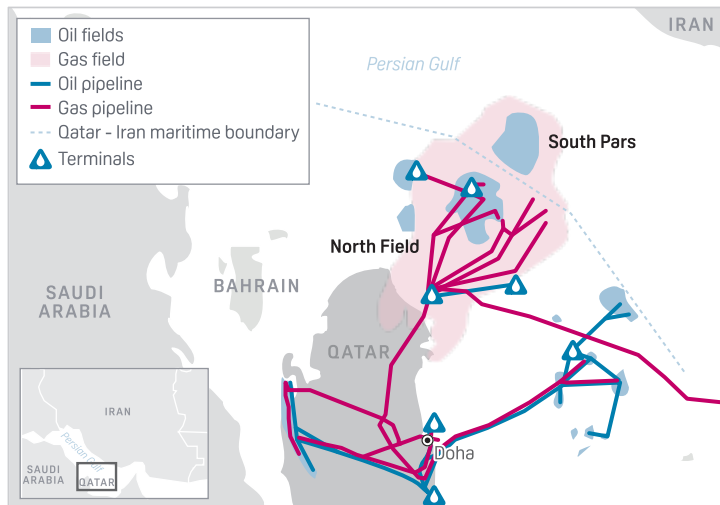 Oil fields
Gas field
Oil pipeline
Gas pipeline
Qatar - Iran maritime boundary
Terminals
IRAN
Persian Gulf
South Pars
North Field
BAHRAIN
SAUDI
ARABIA
QATAR
Doha
IRAN
Persian Gulf
SAUDI
ARABIA
QATAR